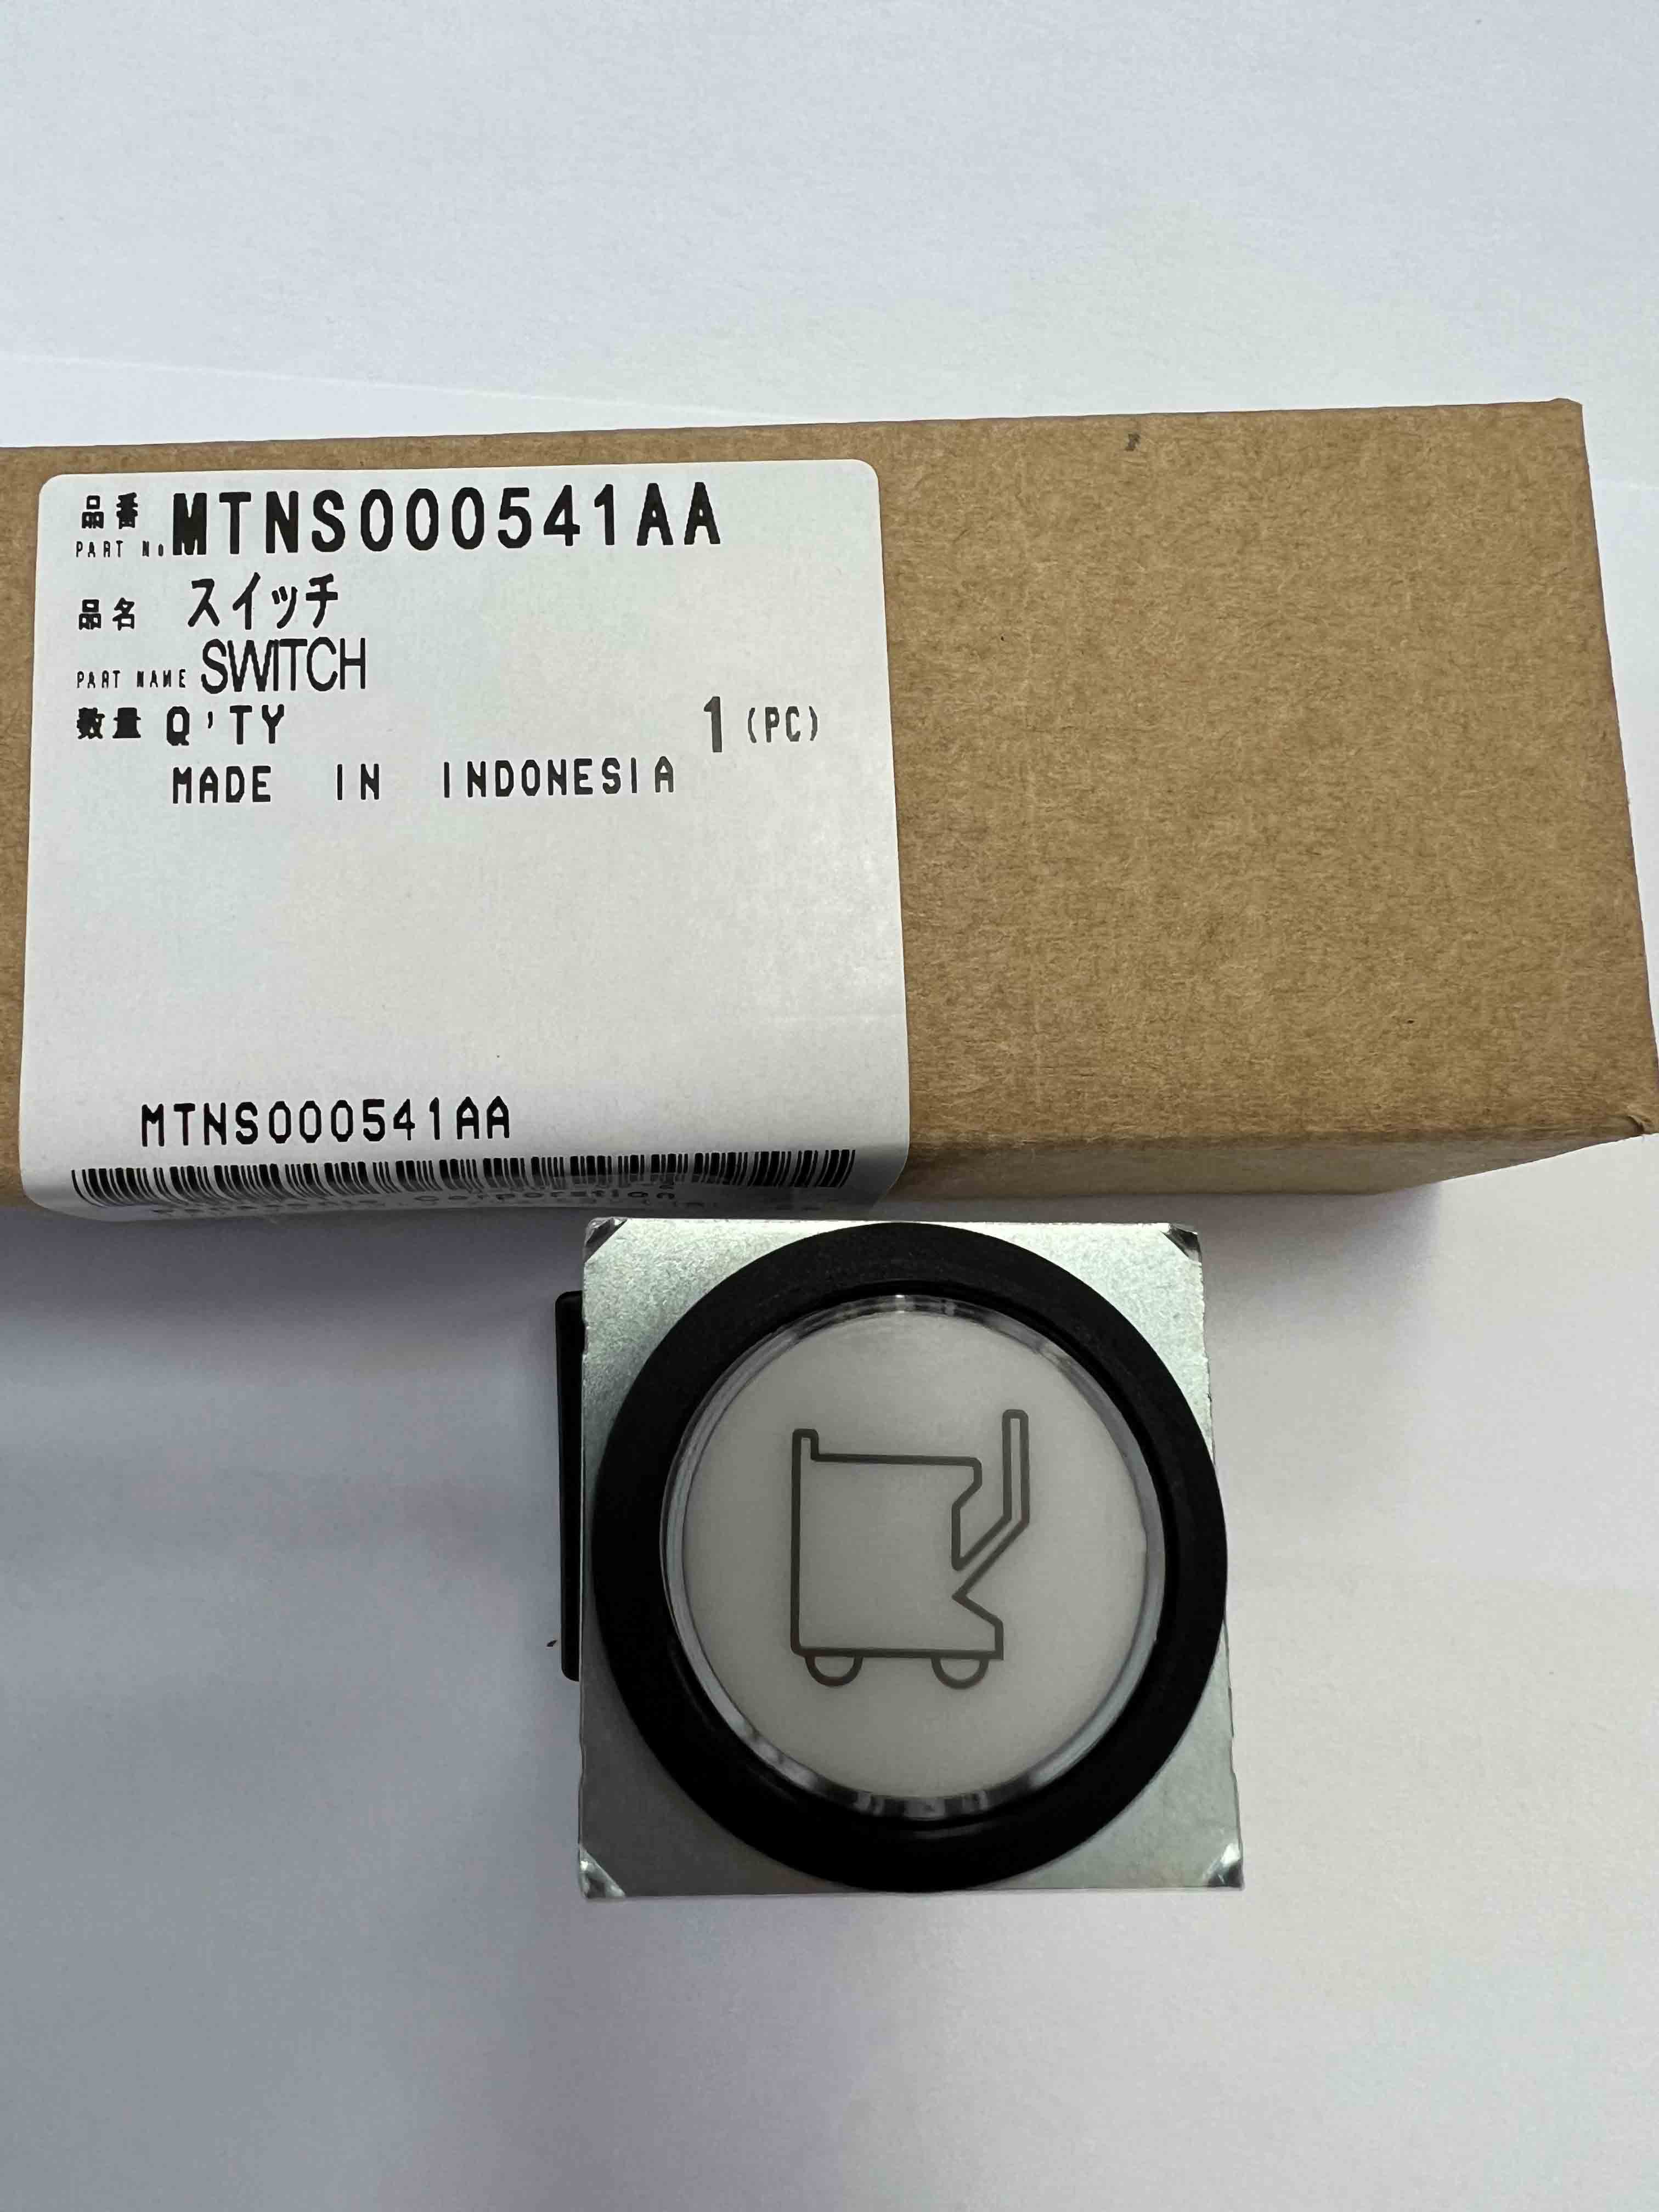 品番
PART No. MTNS000541AA
品名 スイッチ
PART NAME SWITCH
数量 Q'TY 1 (PC)
MADE IN INDONESIA
MTNS000541AA
Corporation